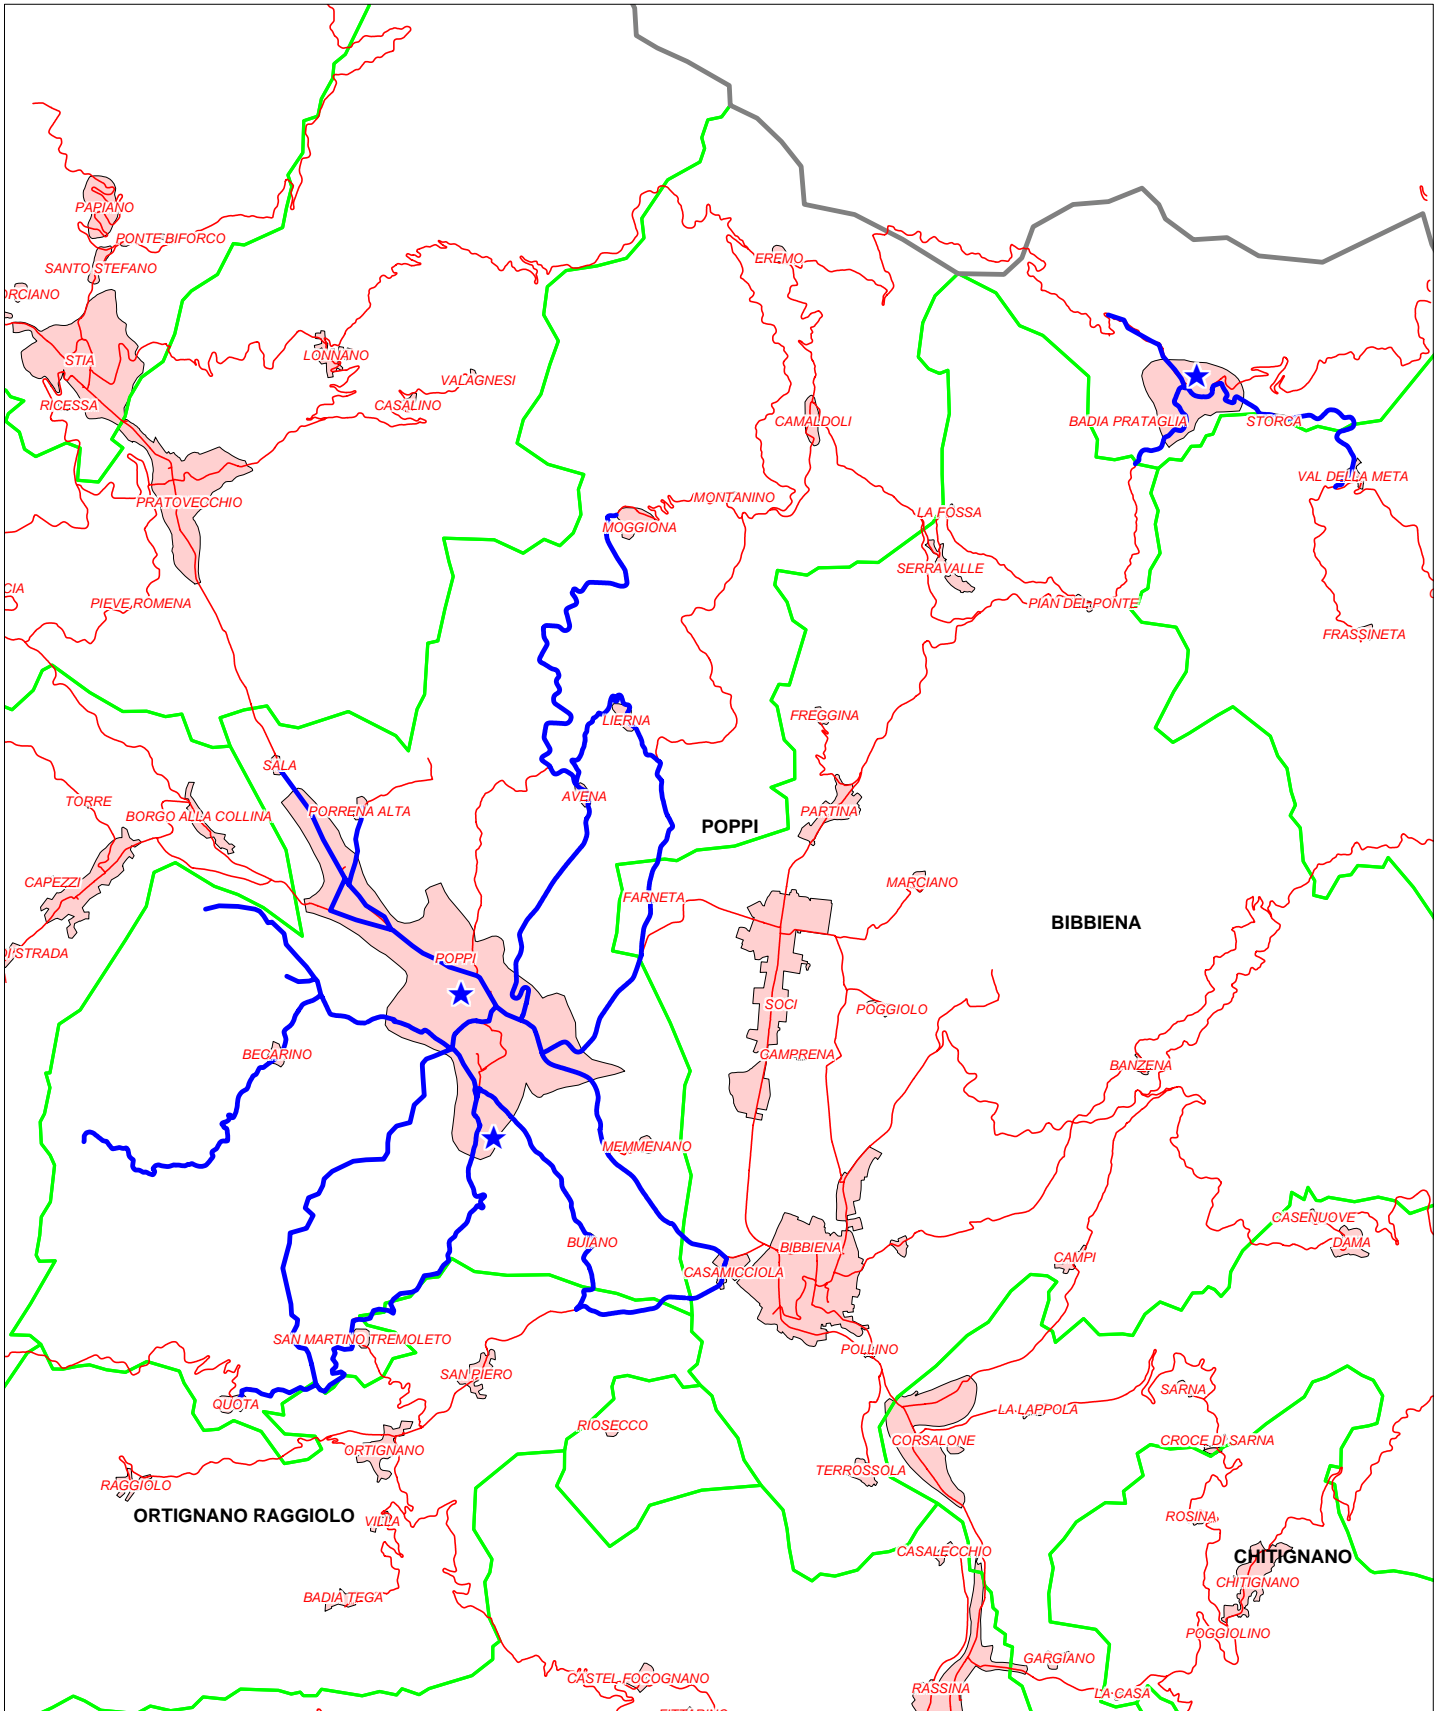 PAPIANO
PONTE BIFORCO
SANTO STEFANO
EREMO
ORCIANO
LONNANO
STIA
VALAGNESI
RICESSA
CASALINO
CAMALDOLI
BADIA PRATAGLIA
STORCA
VAL DELLA META
PRATOVECCHIO
MONTANINO
LA FOSSA
MOGGIONA
SERRAVALLE
CIA
PIEVE ROMENA
PIAN DEL PONTE
FRASSINETA
LIERNA
FREGGINA
SALA
AVENA
TORRE
BORGO ALLA COLLINA
PORRENA ALTA
PARTINA
POPPI
CAPEZZI
MARCIANO
FARNETA
BIBBIENA
DI STRADA
POPPI
SOCI
POGGIOLO
BECARINO
CAMPRENA
BANZENA
MEMMENANO
CASENUOVE
BUIANO
BIBBIENA
DAMA
CAMPI
CASAMICCIOLA
SAN MARTINO TREMOLETO
POLLINO
SAN PIERO
SARNA
QUOTA
LA LAPPOLA
RIOSECCO
CORSALONE
CROCE DI SARNA
ORTIGNANO
TERROSSOLA
RAGGIOLO
ORTIGNANO RAGGIOLO
VILLA
ROSINA
CASALECCHIO
CHITIGNANO
CHITIGNANO
BADIA TEGA
POGGIOLINO
GARGIANO
CASTEL FOCOGNANO
RASSINA
LA CASA